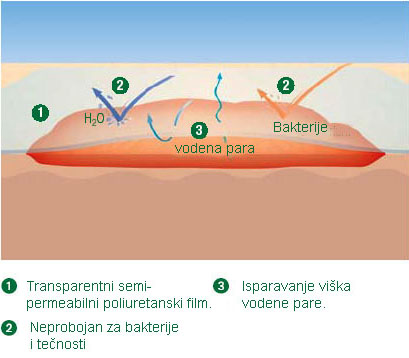 2
2
1
H₂O
Bakterije
3
vodena para
1 Transparentni semi-
permeabilni poliuretanski film.
2 Neprobojan za bakterije
i tečnosti
3 Isparavanje viška
vodene pare.